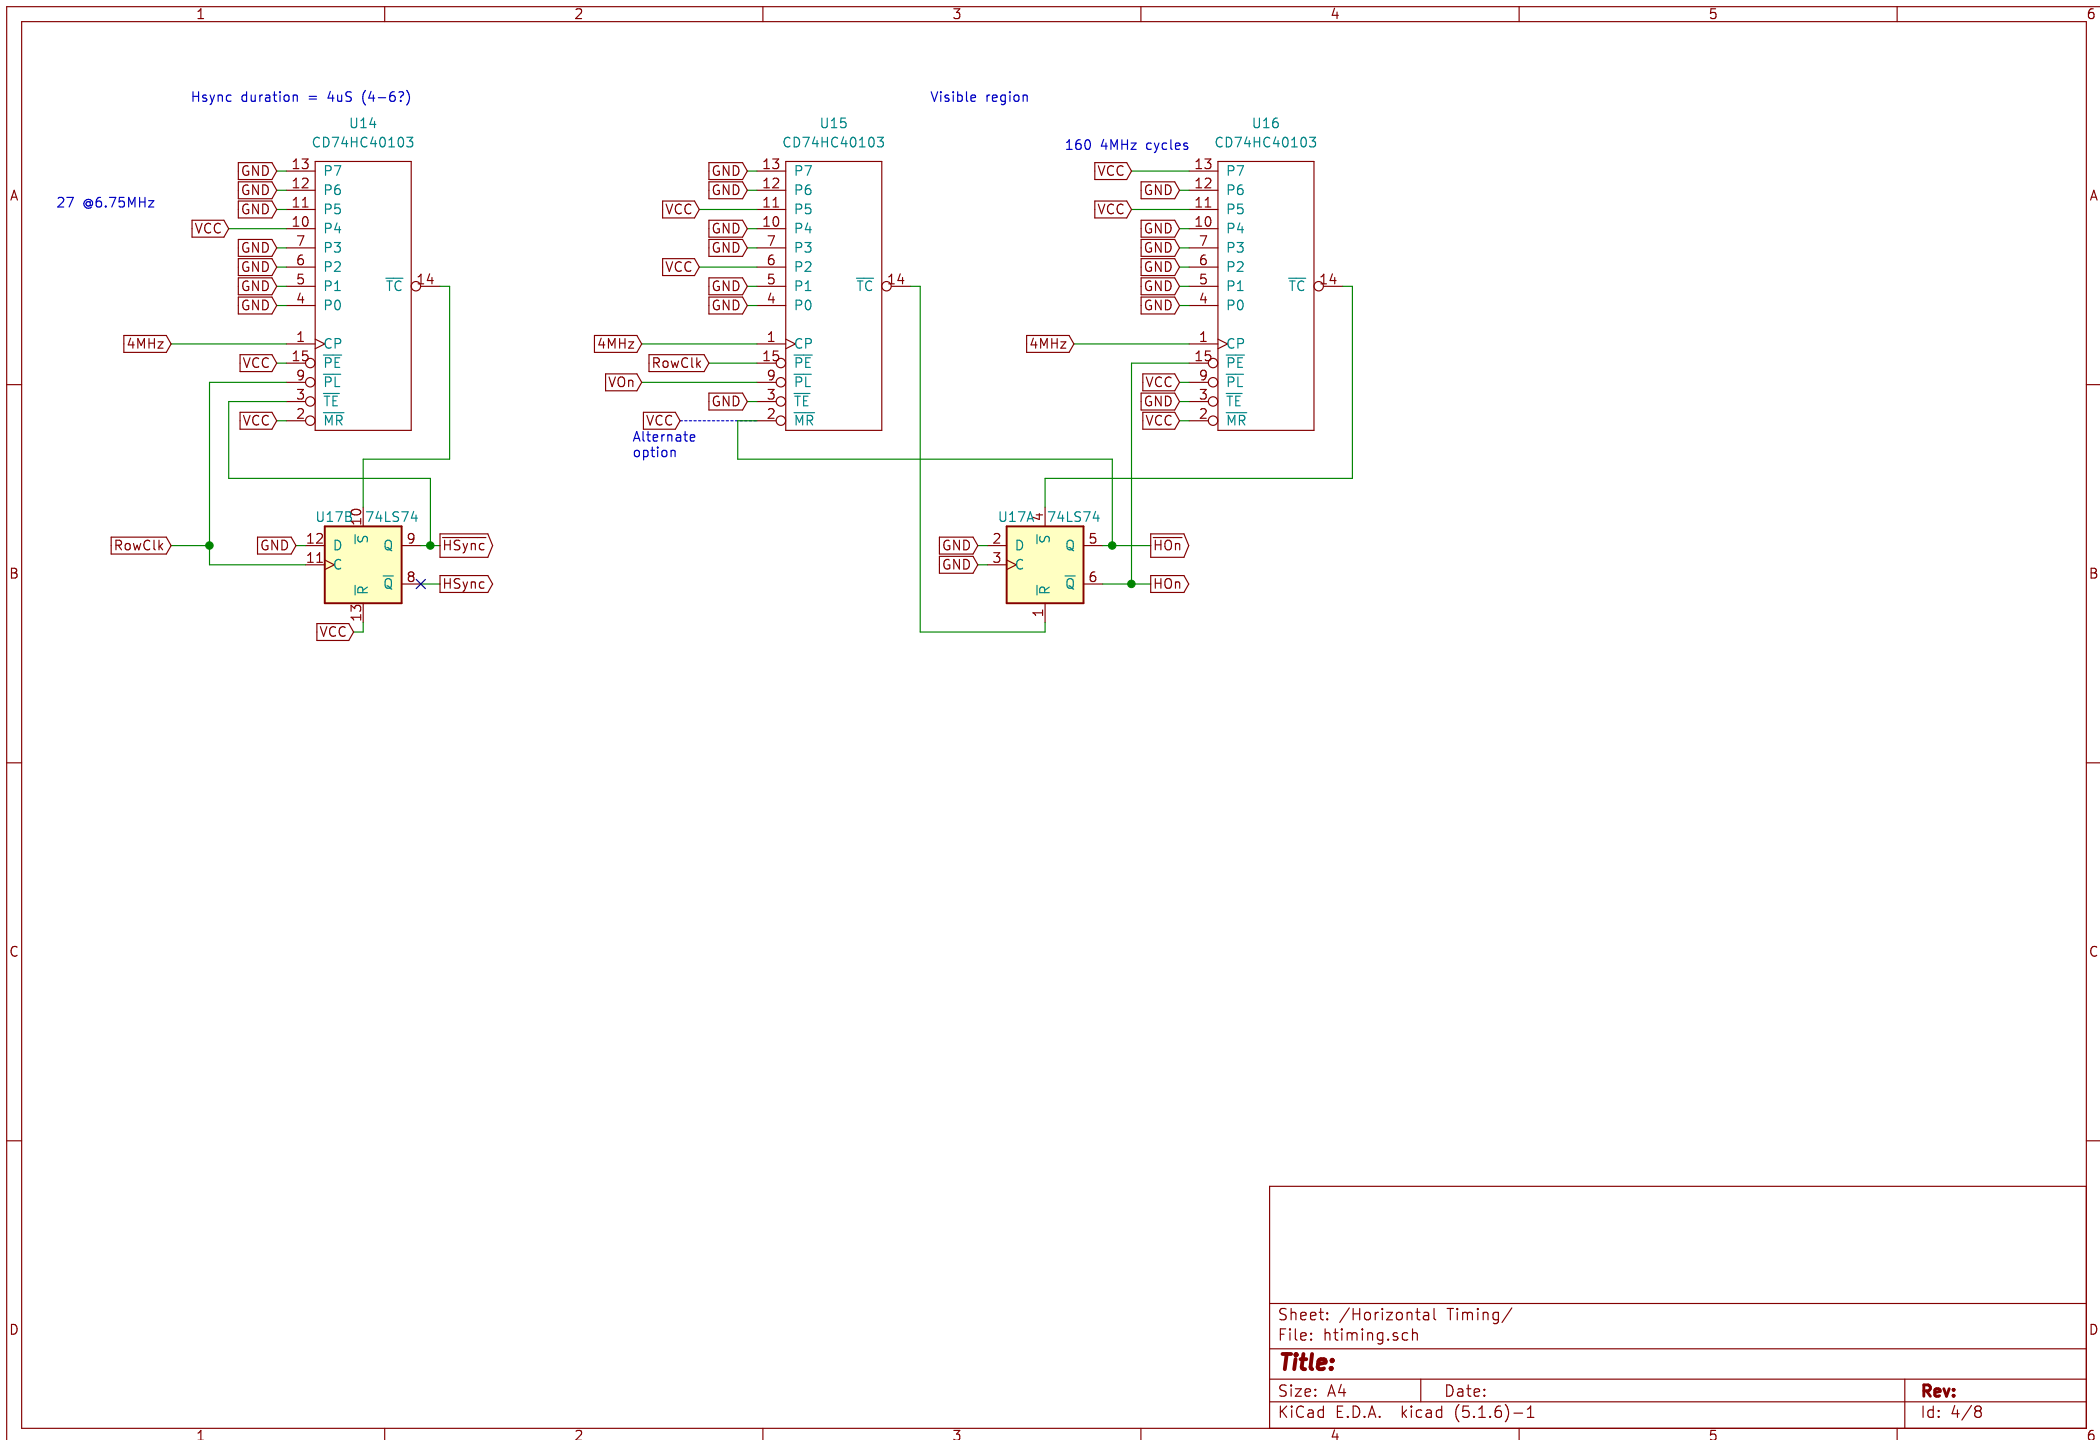 1 2 3 4 5 6
Hsync duration = 4uS (4-6?)
Visible region
U14
CD74HC40103
U15
CD74HC40103
160 4MHz cycles
U16
CD74HC40103
27 @6.75MHz
A
A
GND 13 P7
GND 12 P6
GND 11 P5
VCC 10 P4
GND 7 P3
GND 6 P2
GND 5 P1
GND 4 P0
TC 14
4MHz 1 CP
VCC 15 PE
9 PL
3 TE
VCC 2 MR
GND 13 P7
GND 12 P6
VCC 11 P5
GND 10 P4
GND 7 P3
VCC 6 P2
GND 5 P1
GND 4 P0
TC 14
4MHz 1 CP
RowClk 15 PE
VOn 9 PL
GND 3 TE
VCC 2 MR
Alternate
option
VCC 13 P7
GND 12 P6
VCC 11 P5
GND 10 P4
GND 7 P3
GND 6 P2
GND 5 P1
GND 4 P0
TC 14
4MHz 1 CP
15 PE
VCC 9 PL
GND 3 TE
VCC 2 MR
U17B 74LS74
10
S
RowClk
GND 12 D Q 9 HSync
11 C
R Q 8 HSync
13
VCC
U17A 74LS74
4
S
GND 2 D Q 5 HOn
GND 3 C
R Q 6 HOn
1
B
B
C
C
D
D
Sheet: /Horizontal Timing/
File: htiming.sch
Title:
Size: A4 Date: Rev:
KiCad E.D.A. kicad (5.1.6)-1 Id: 4/8
1 2 3 4 5 6